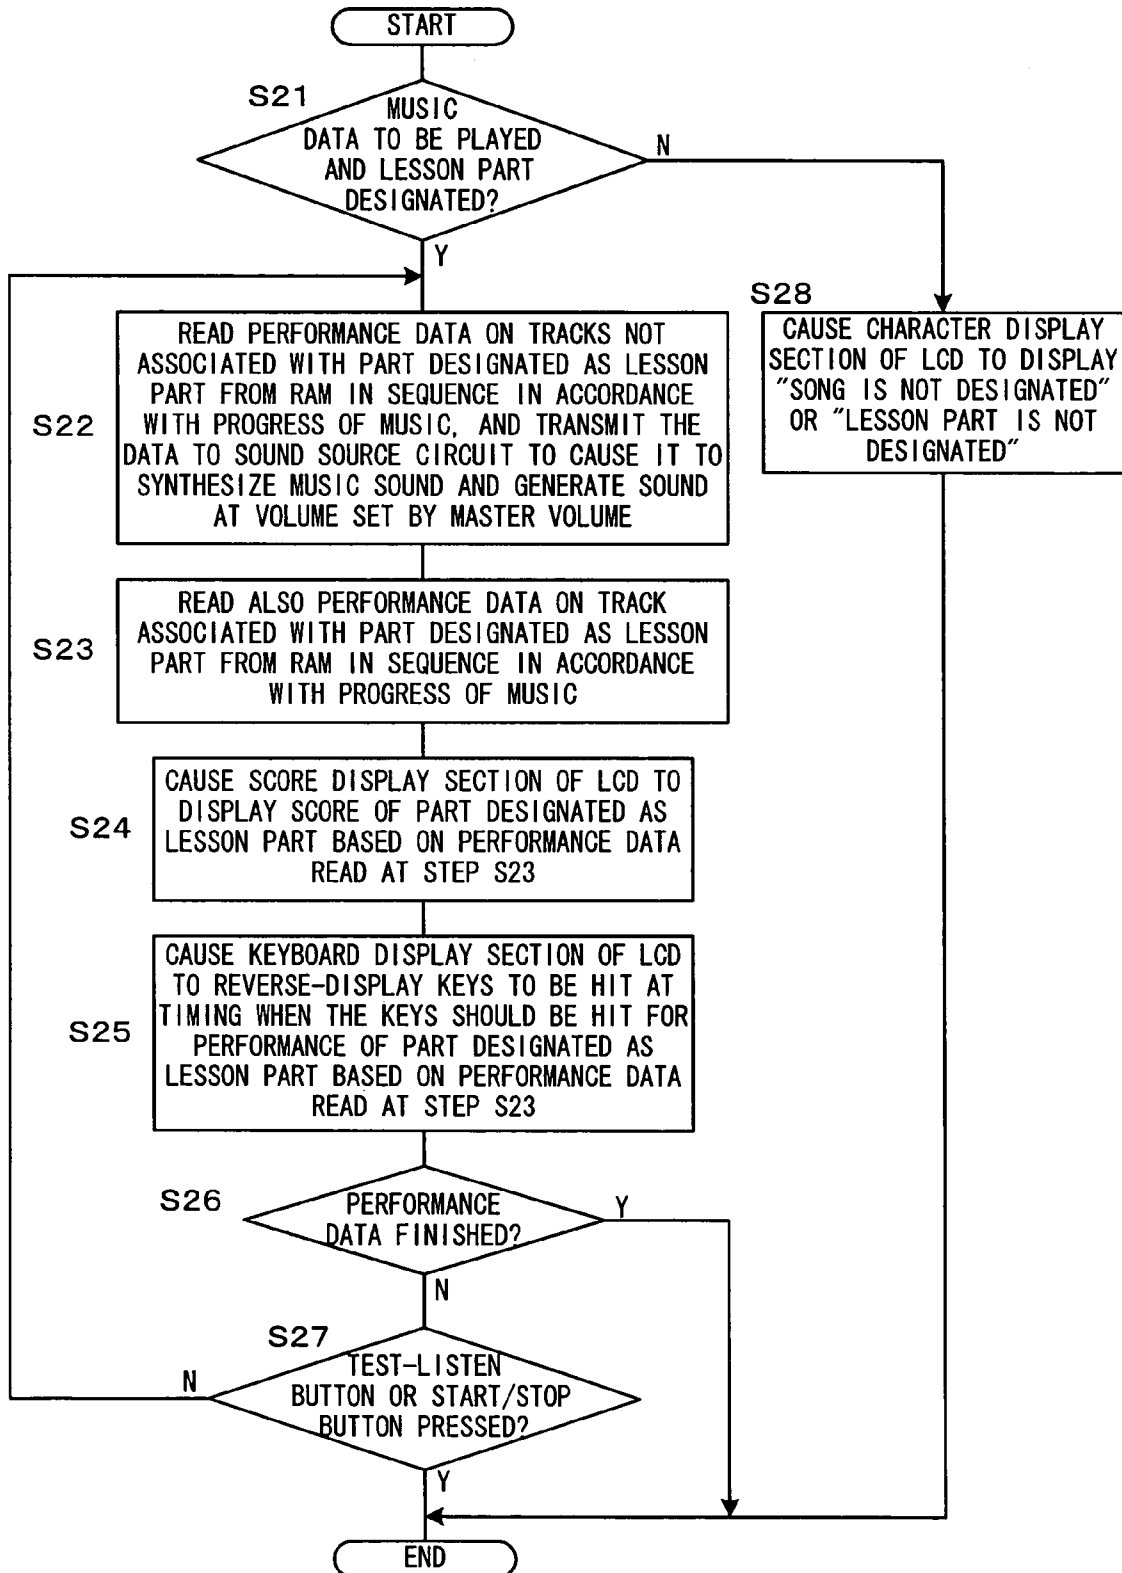 START
S21
MUSIC
DATA TO BE PLAYED
AND LESSON PART
DESIGNATED?
N
Y
S28
CAUSE CHARACTER DISPLAY
SECTION OF LCD TO DISPLAY
"SONG IS NOT DESIGNATED"
OR "LESSON PART IS NOT
DESIGNATED"
S22
READ PERFORMANCE DATA ON TRACKS NOT
ASSOCIATED WITH PART DESIGNATED AS LESSON
PART FROM RAM IN SEQUENCE IN ACCORDANCE
WITH PROGRESS OF MUSIC, AND TRANSMIT THE
DATA TO SOUND SOURCE CIRCUIT TO CAUSE IT TO
SYNTHESIZE MUSIC SOUND AND GENERATE SOUND
AT VOLUME SET BY MASTER VOLUME
S23
READ ALSO PERFORMANCE DATA ON TRACK
ASSOCIATED WITH PART DESIGNATED AS LESSON
PART FROM RAM IN SEQUENCE IN ACCORDANCE
WITH PROGRESS OF MUSIC
S24
CAUSE SCORE DISPLAY SECTION OF LCD TO
DISPLAY SCORE OF PART DESIGNATED AS
LESSON PART BASED ON PERFORMANCE DATA
READ AT STEP S23
S25
CAUSE KEYBOARD DISPLAY SECTION OF LCD
TO REVERSE-DISPLAY KEYS TO BE HIT AT
TIMING WHEN THE KEYS SHOULD BE HIT FOR
PERFORMANCE OF PART DESIGNATED AS
LESSON PART BASED ON PERFORMANCE DATA
READ AT STEP S23
S26
PERFORMANCE
DATA FINISHED?
Y
N
S27
TEST-LISTEN
BUTTON OR START/STOP
BUTTON PRESSED?
N
Y
END